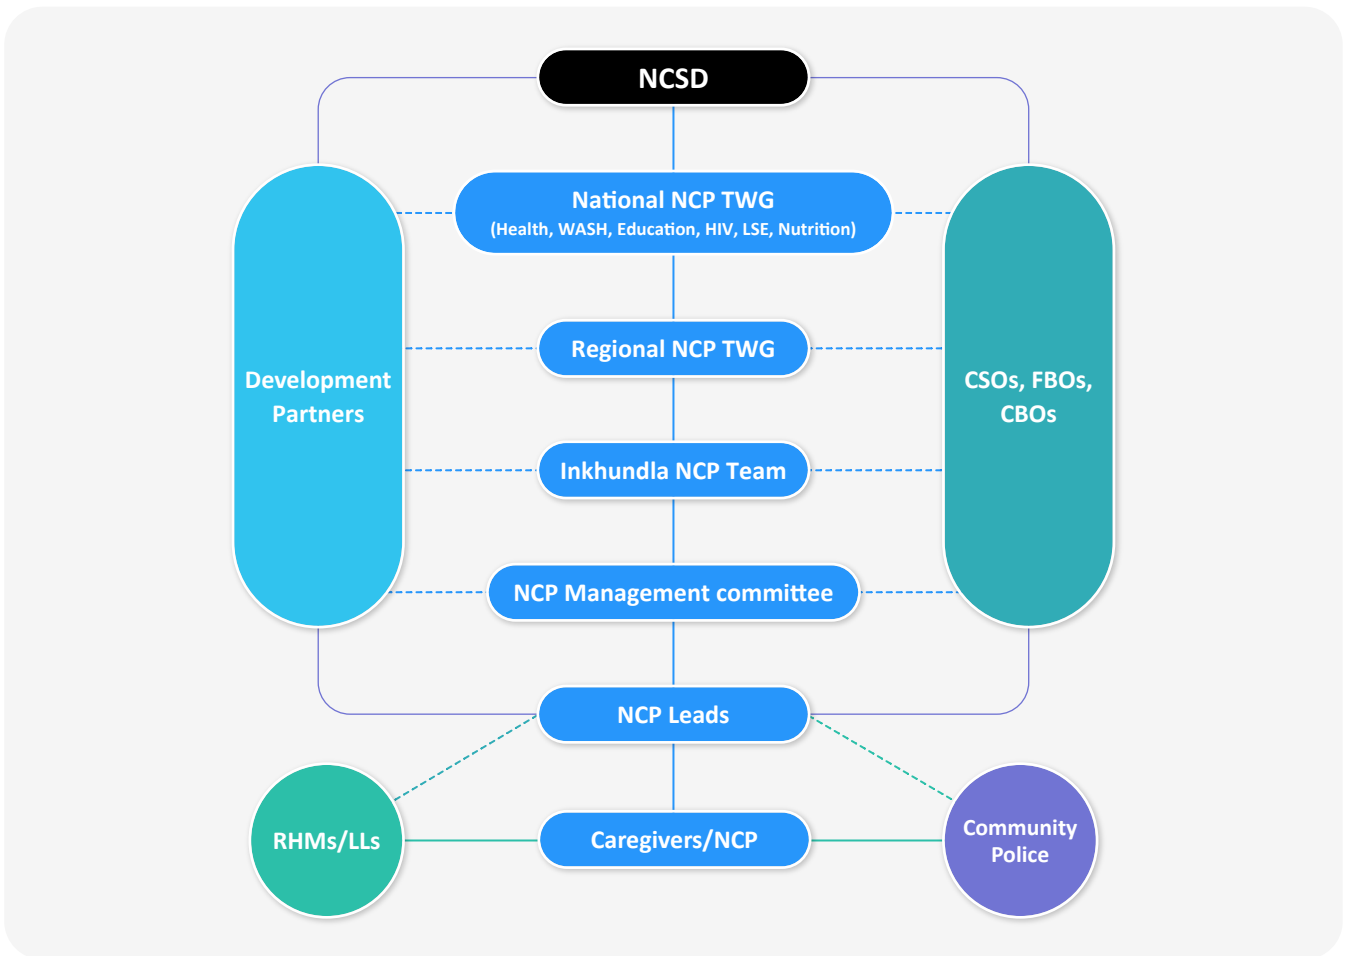 NCSD
National NCP TWG
(Health, WASH, Education, HIV, LSE, Nutrition)
Regional NCP TWG
Development
Partners
CSOs, FBOs,
CBOs
Inkhundla NCP Team
NCP Management committee
NCP Leads
RHMs/LLs
Caregivers/NCP
Community
Police